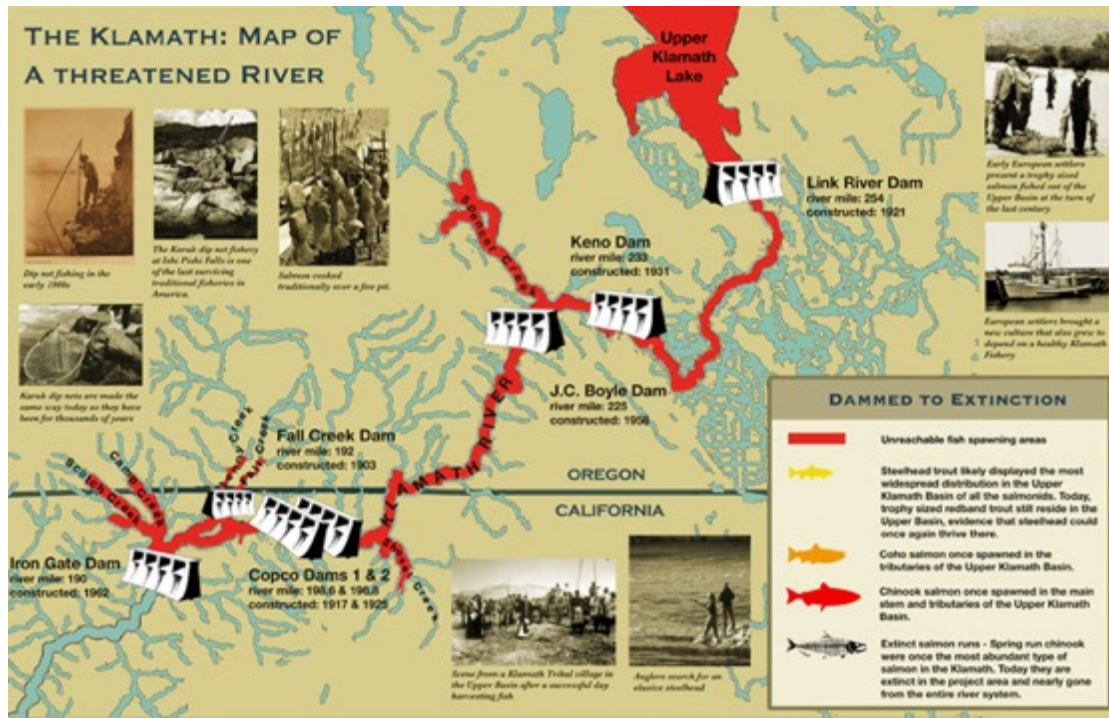 THE KLAMATH: MAP OF
A THREATENED RIVER
Dip net fishing in the
early 1900s
The Karuk dip net fishery
at Ishi Pishi Falls is one
of the last surviving
traditional fisheries in
America.
Salmon cooked
traditionally over a fire pit.
Karuk dip nets are made the
same way today as they have
been for thousands of years
Upper
Klamath
Lake
Link River Dam
river mile: 254
constructed: 1921
Keno Dam
river mile: 233
constructed: 1931
Spencer Creek
J.C. Boyle Dam
river mile: 225
constructed: 1958
KLAMATH RIVER
Fall Creek Dam
river mile: 192
constructed: 1903
Creek
Fall Creek
Camp Creek
Scotch Creek
OREGON
CALIFORNIA
Iron Gate Dam
river mile: 190
constructed: 1962
Copco Dams 1 & 2
river mile: 198.6 & 196.8
constructed: 1917 & 1925
Creek
Scene from a Klamath Tribal village in
the Upper Basin after a successful day
harvesting fish
Anglers search for an
elusive steelhead
Early European settlers
present a trophy sized
salmon fished out of the
Upper Basin at the turn of
the last century
European settlers brought a
new culture that also grew to
depend on a healthy Klamath
Fishery
DAMMED TO EXTINCTION
Unreachable fish spawning areas
Steelhead trout likely displayed the most
widespread distribution in the Upper
Klamath Basin of all the salmonids. Today,
trophy sized redband trout still reside in the
Upper Basin, evidence that steelhead could
once again thrive there.
Coho salmon once spawned in the
tributaries of the Upper Klamath Basin.
Chinook salmon once spawned in the main
stem and tributaries of the Upper Klamath
Basin.
Extinct salmon runs - Spring run chinook
were once the most abundant type of
salmon in the Klamath. Today they are
extinct in the project area and nearly gone
from the entire river system.